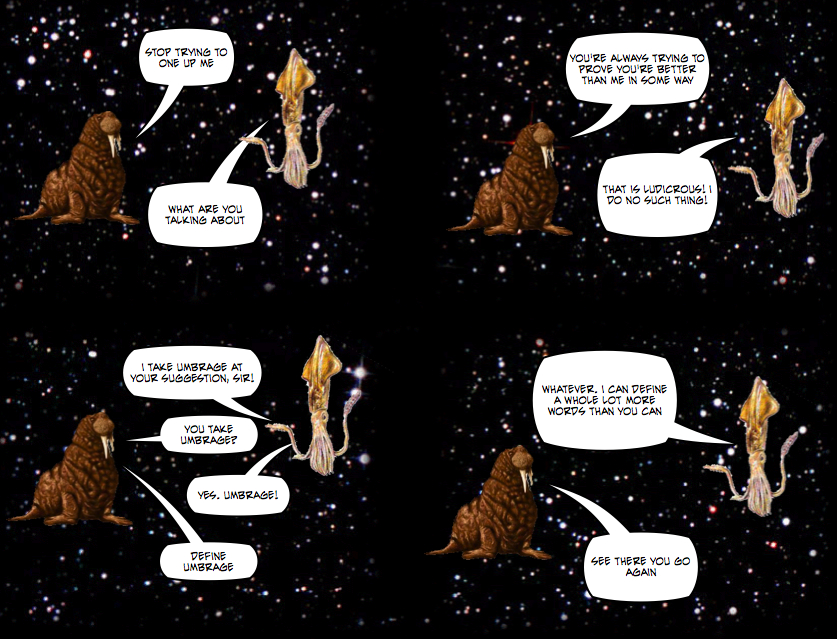 STOP TRYING TO
ONE UP ME
WHAT ARE YOU
TALKING ABOUT
YOU'RE ALWAYS TRYING TO
PROVE YOU'RE BETTER
THAN ME IN SOME WAY
THAT IS LUDICROUS! I
DO NO SUCH THING!
I TAKE UMBRAGE AT
YOUR SUGGESTION, SIR!
YOU TAKE
UMBRAGE?
YES. UMBRAGE!
DEFINE
UMBRAGE
WHATEVER. I CAN DEFINE
A WHOLE LOT MORE
WORDS THAN YOU CAN
SEE THERE YOU GO
AGAIN